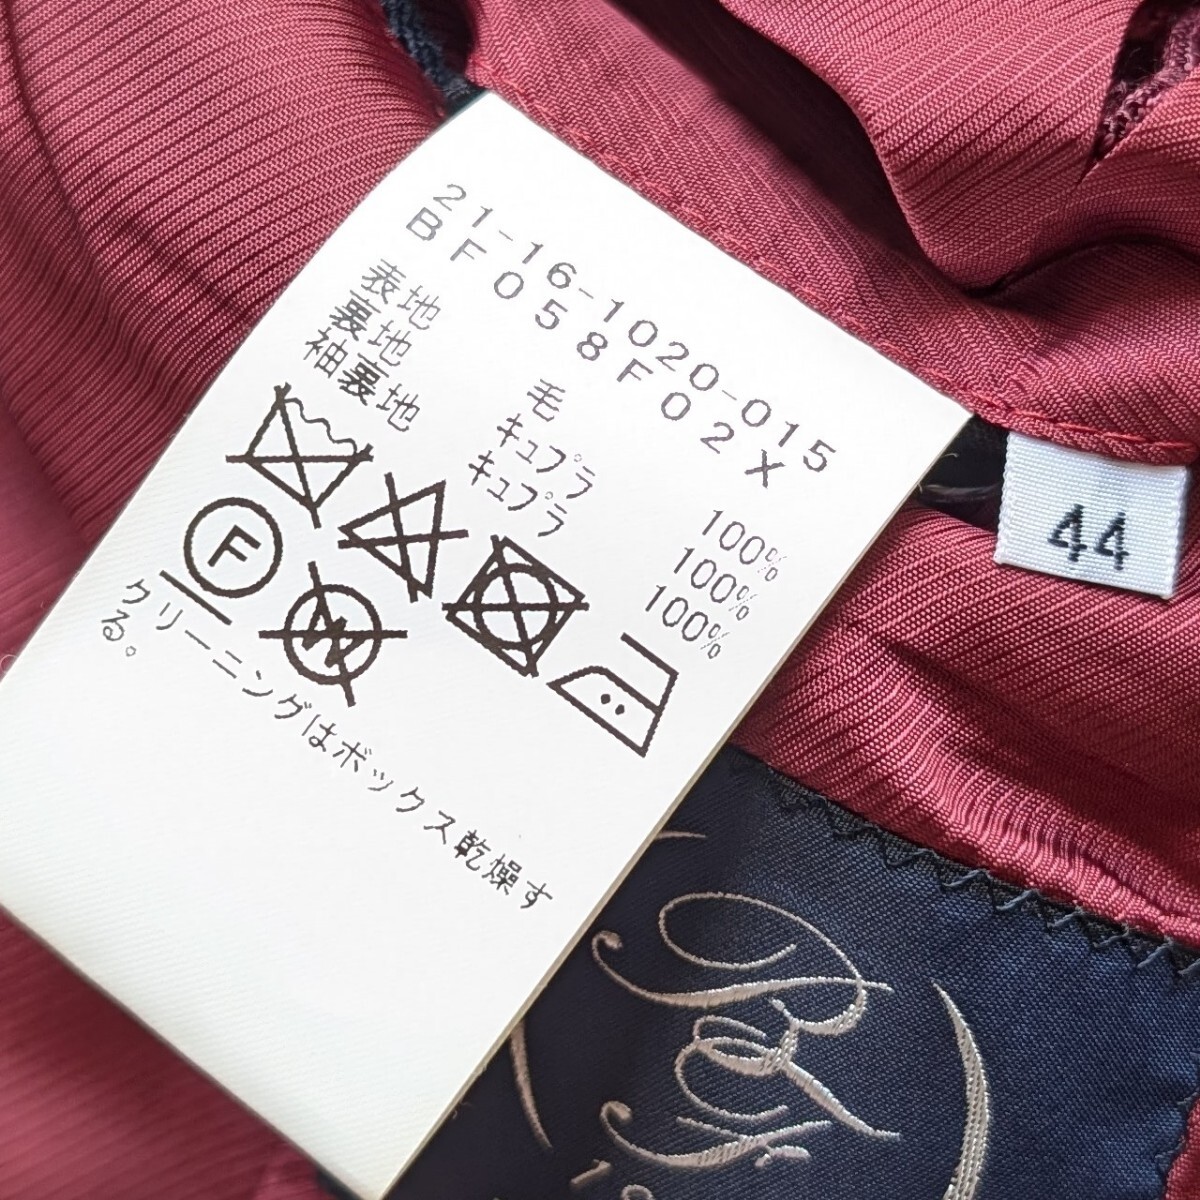 21-16-1020-015
BF058F02X
表地 毛 100%
裏地 キュプラ 100%
袖裏地 キュプラ 100%
F W
クリーニングはボックス乾燥す
る。
44